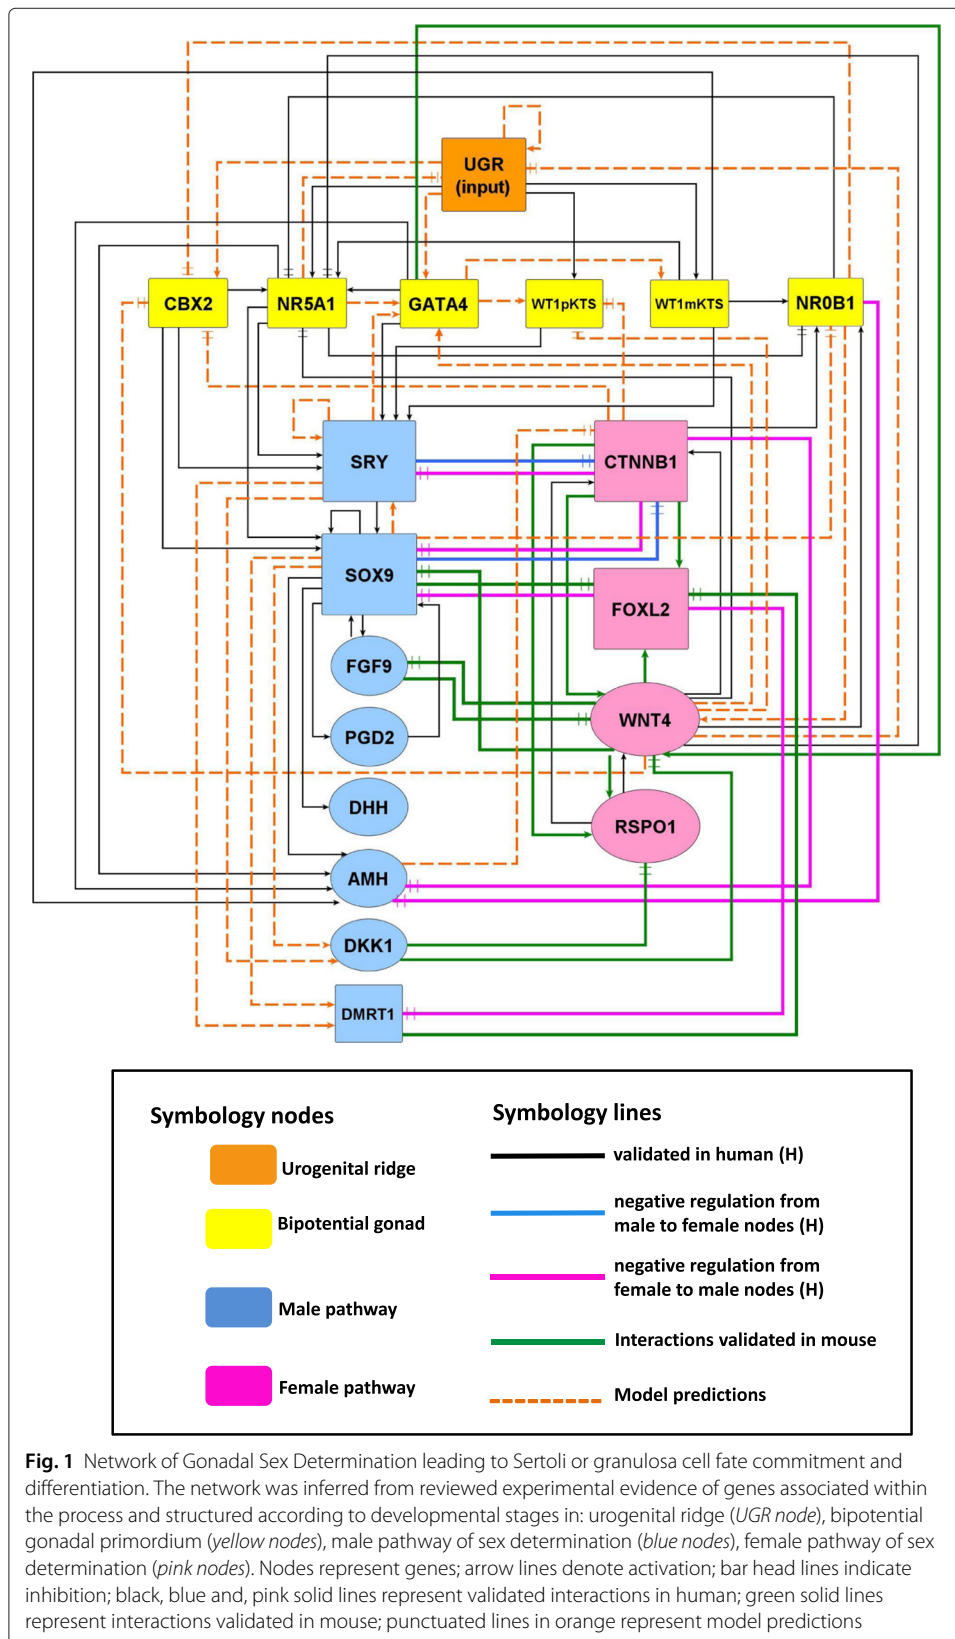 UGR
(input)
CBX2
NR5A1
GATA4
WT1pKTS
WT1mKTS
NR0B1
SRY
CTNNB1
SOX9
FOXL2
FGF9
WNT4
PGD2
DHH
RSPO1
AMH
DKK1
DMRT1
Symbology nodes
Urogenital ridge
Bipotential gonad
Male pathway
Female pathway
Symbology lines
validated in human (H)
negative regulation from
male to female nodes (H)
negative regulation from
female to male nodes (H)
Interactions validated in mouse
Model predictions
Fig. 1 Network of Gonadal Sex Determination leading to Sertoli or granulosa cell fate commitment and
differentiation. The network was inferred from reviewed experimental evidence of genes associated within
the process and structured according to developmental stages in: urogenital ridge (UGR node), bipotential
gonadal primordium (yellow nodes), male pathway of sex determination (blue nodes), female pathway of sex
determination (pink nodes). Nodes represent genes; arrow lines denote activation; bar head lines indicate
inhibition; black, blue and, pink solid lines represent validated interactions in human; green solid lines
represent interactions validated in mouse; punctuated lines in orange represent model predictions